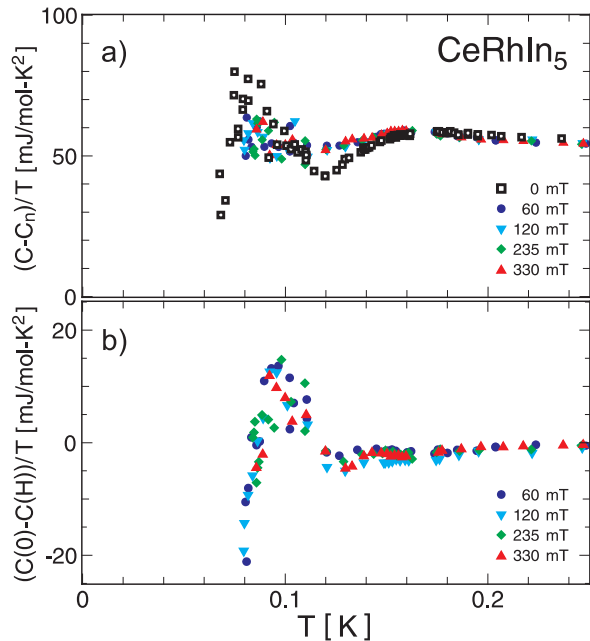 a)
CeRhIn5
(C-Cn)/T [mJ/mol-K2]
100
50
0
0 mT
60 mT
120 mT
235 mT
330 mT
b)
(C(0)-C(H))/T [mJ/mol-K2]
20
0
-20
60 mT
120 mT
235 mT
330 mT
0
0.1
0.2
T [ K ]